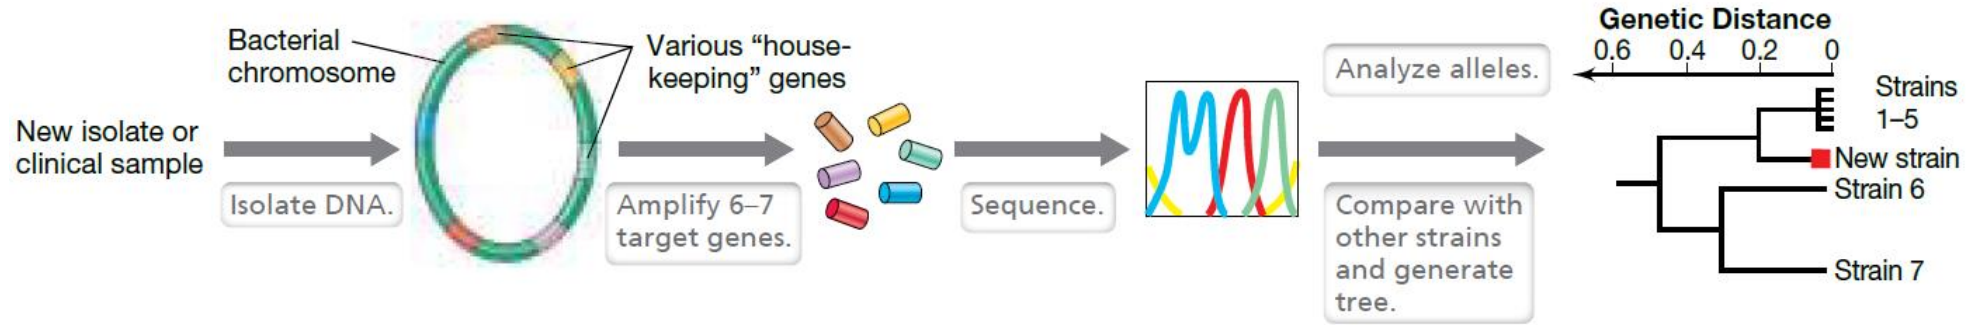 New isolate or
clinical sample
Isolate DNA.
Bacterial
chromosome
Various “house-
keeping” genes
Amplify 6–7
target genes.
Sequence.
Analyze alleles.
Compare with
other strains
and generate
tree.
Genetic Distance
0.6 0.4 0.2 0
Strains
1–5
New strain
Strain 6
Strain 7